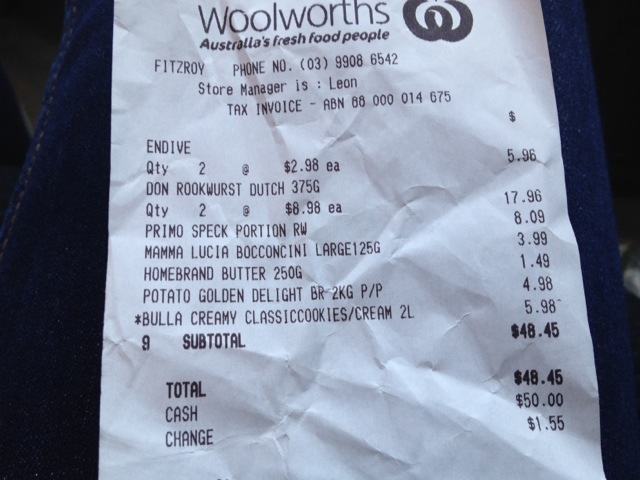 Woolworths
Australia's fresh food people
FITZROY PHONE NO. (03) 9908 6542
Store Manager is : Leon
TAX INVOICE - ABN 88 000 014 675
$
ENDIVE
Qty 2 @ $2.98 ea 5.96
DON ROOKWURST DUTCH 375G
Qty 2 @ $8.98 ea 17.96
PRIMO SPECK PORTION RW 8.09
MAMMA LUCIA BOCCONCINI LARGE125G 3.99
HOMEBRAND BUTTER 250G 1.49
POTATO GOLDEN DELIGHT BR 2KG P/P 4.98
*BULLA CREAMY CLASSICCOOKIES/CREAM 2L 5.98
9 SUBTOTAL $48.45
TOTAL $48.45
CASH $50.00
CHANGE $1.55